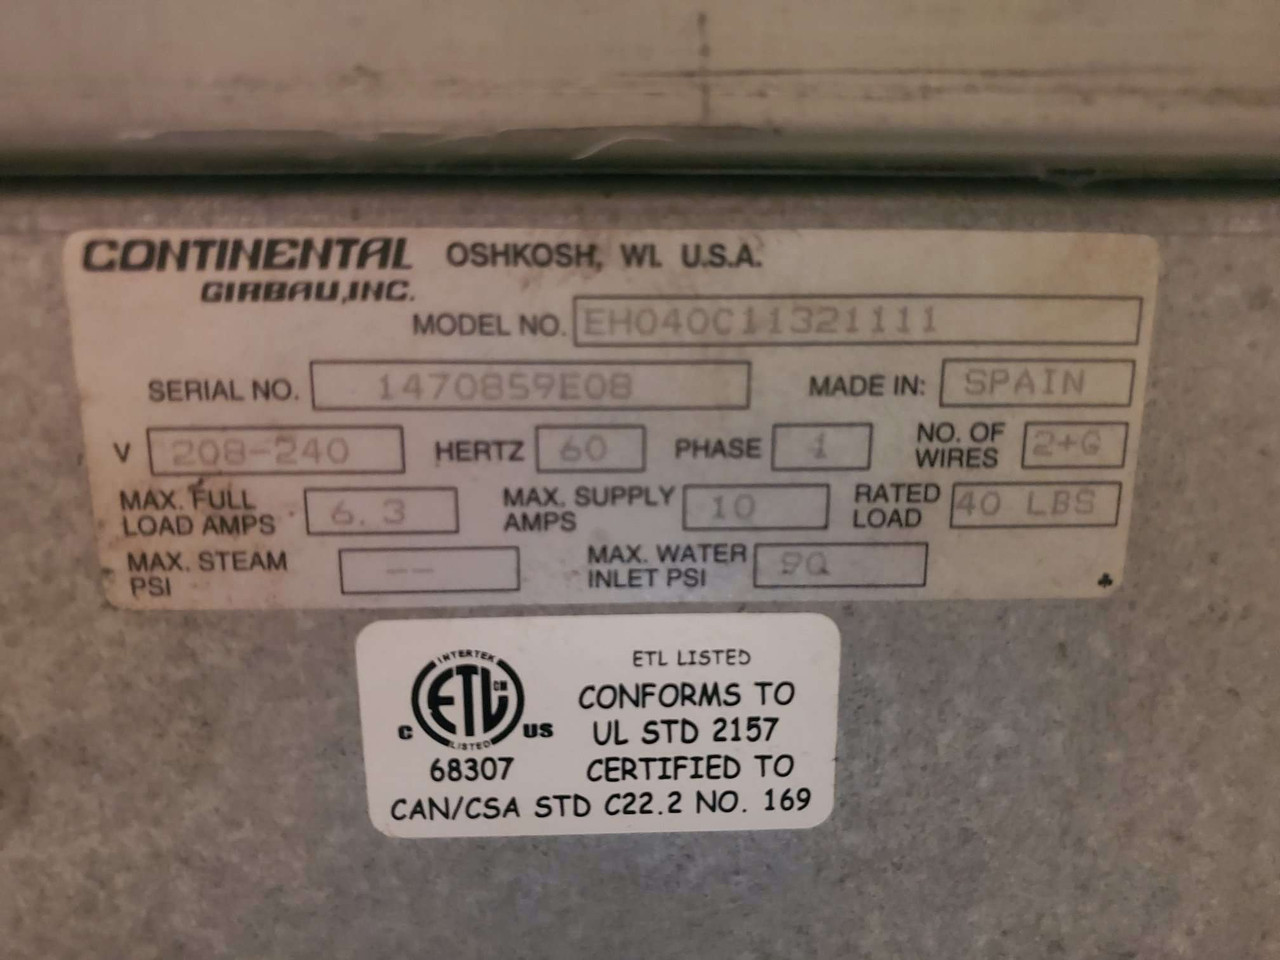 CONTINENTAL OSHKOSH, WI. U.S.A.
GIRBAU, INC.
MODEL NO. EH040C11321111
SERIAL NO. 1470859E08 MADE IN: SPAIN
V 208-240 HERTZ 60 PHASE 1 NO. OF WIRES 2+G
MAX. FULL LOAD AMPS 6.3 MAX. SUPPLY AMPS 10 RATED LOAD 40 LBS
MAX. STEAM PSI -- MAX. WATER INLET PSI 90
INTERTEK
ETL CM
LISTED
C US
68307
ETL LISTED
CONFORMS TO
UL STD 2157
CERTIFIED TO
CAN/CSA STD C22.2 NO. 169